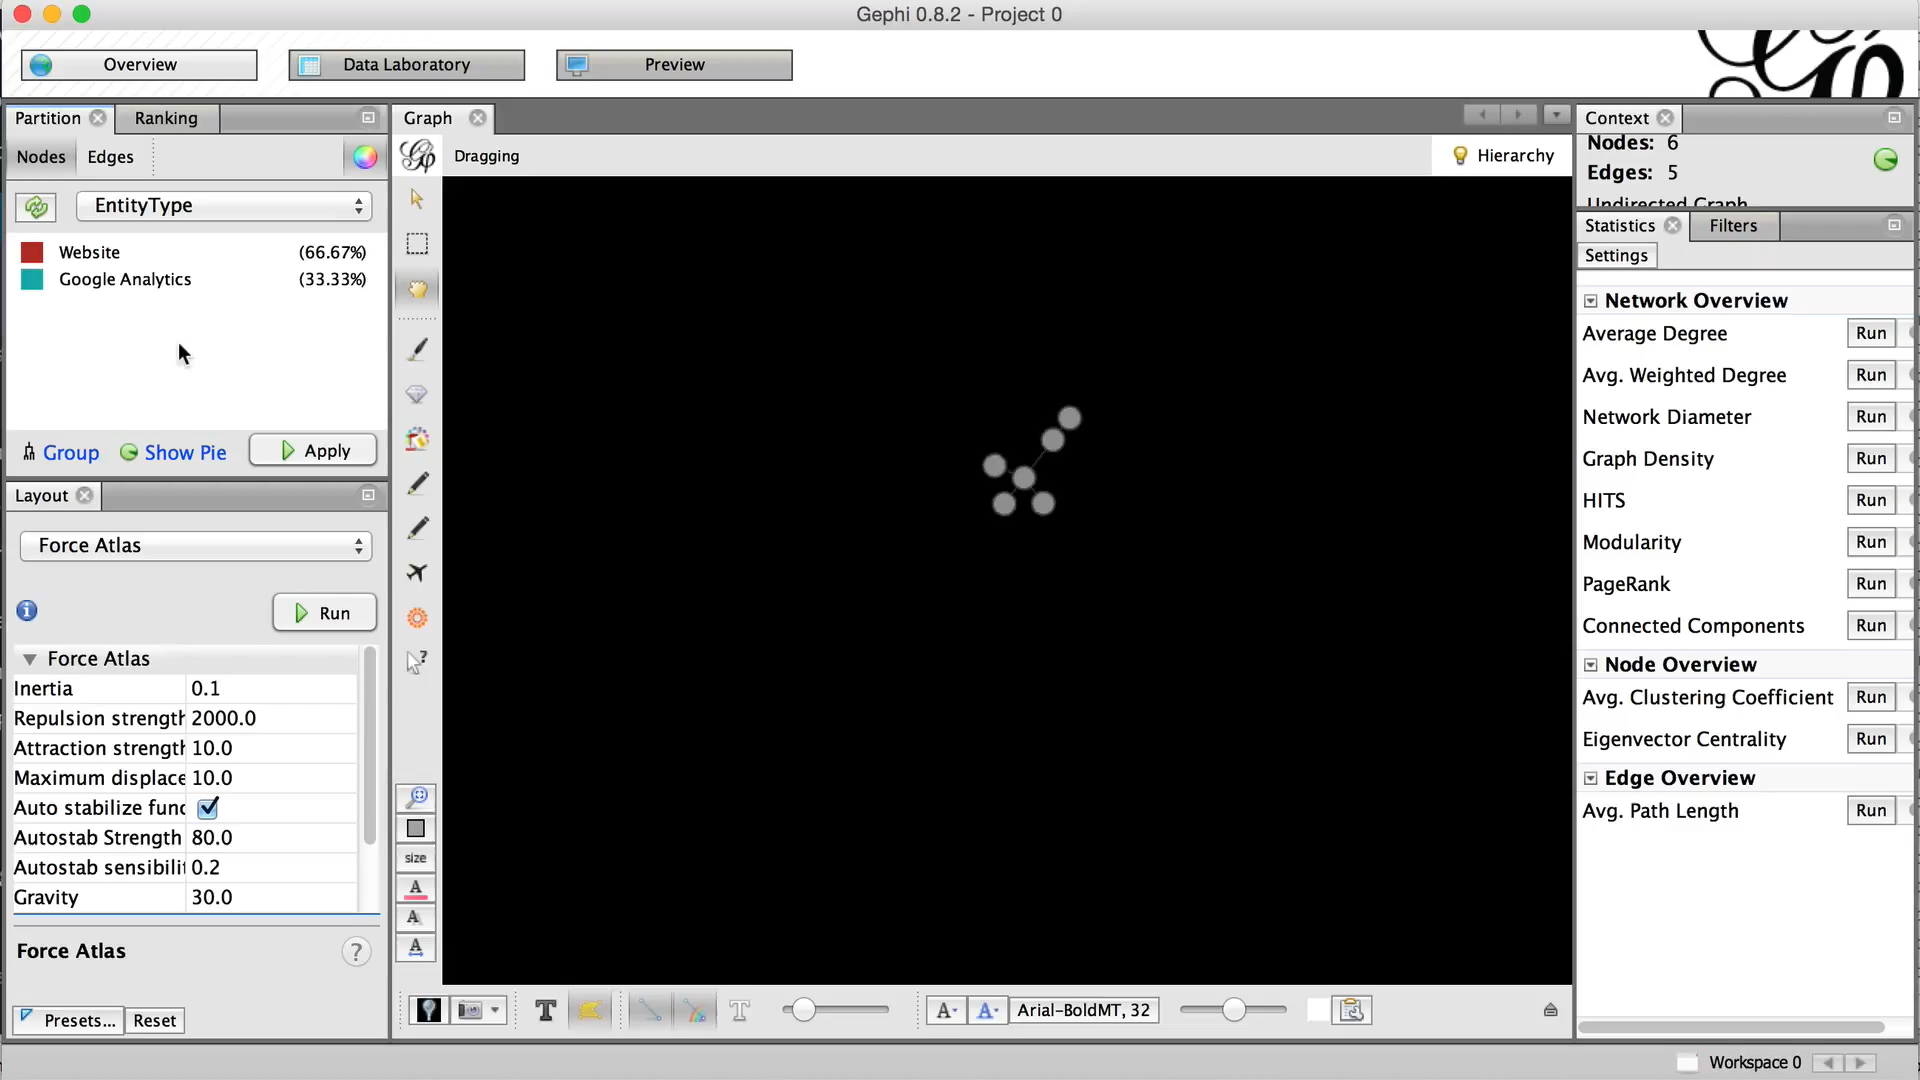 Gephi 0.8.2 - Project 0
Overview
Data Laboratory
Preview
Partition
Ranking
Nodes
Edges
EntityType
Website (66.67%)
Google Analytics (33.33%)
Group
Show Pie
Apply
Layout
Force Atlas
Run
Force Atlas
Inertia 0.1
Repulsion strength 2000.0
Attraction strength 10.0
Maximum displace 10.0
Auto stabilize func
Autostab Strength 80.0
Autostab sensibilit 0.2
Gravity 30.0
Force Atlas
?
Presets...
Reset
Graph
Dragging
Hierarchy
size
A
A
A
T
T
A
A
Arial-BoldMT, 32
Context
Nodes: 6
Edges: 5
Undirected Graph
Statistics
Filters
Settings
Network Overview
Average Degree Run
Avg. Weighted Degree Run
Network Diameter Run
Graph Density Run
HITS Run
Modularity Run
PageRank Run
Connected Components Run
Node Overview
Avg. Clustering Coefficient Run
Eigenvector Centrality Run
Edge Overview
Avg. Path Length Run
Workspace 0